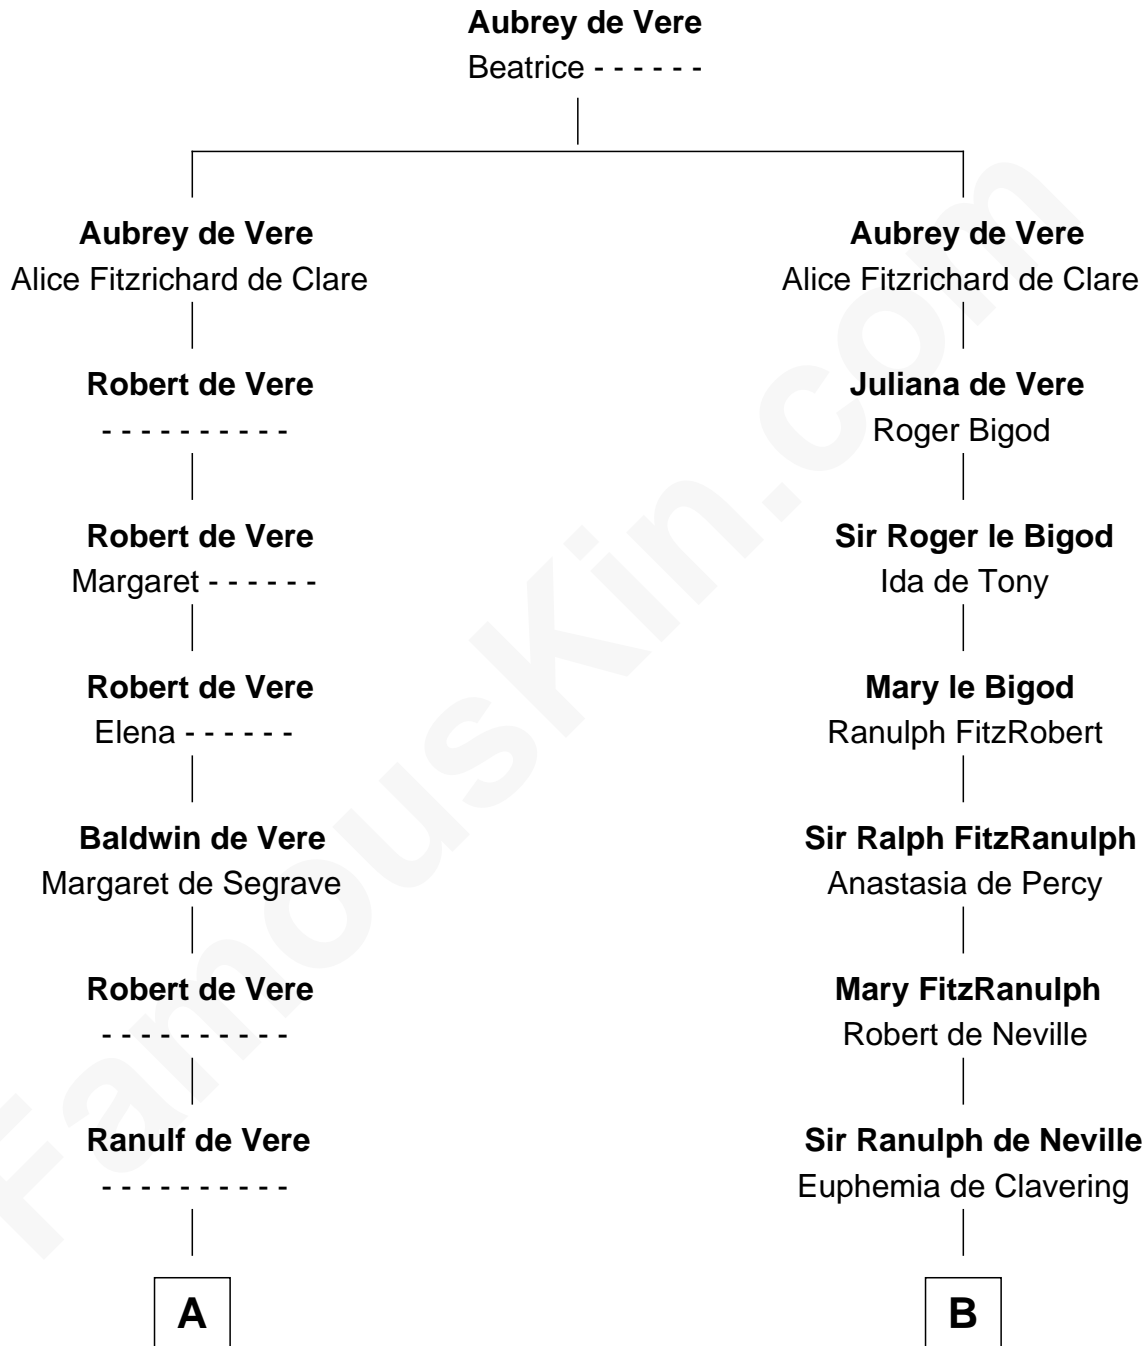 Aubrey de Vere
Beatrice - - - - - -
Aubrey de Vere
Alice Fitzrichard de Clare
Robert de Vere
- - - - - - - - - -
Robert de Vere
Margaret - - - - - -
Robert de Vere
Elena - - - - - -
Baldwin de Vere
Margaret de Segrave
Robert de Vere
- - - - - - - - - -
Ranulf de Vere
- - - - - - - - - -
A
Aubrey de Vere
Alice Fitzrichard de Clare
Juliana de Vere
Roger Bigod
Sir Roger le Bigod
Ida de Tony
Mary le Bigod
Ranulph FitzRobert
Sir Ralph FitzRanulph
Anastasia de Percy
Mary FitzRanulph
Robert de Neville
Sir Ranulph de Neville
Euphemia de Clavering
B
FamousKin.com